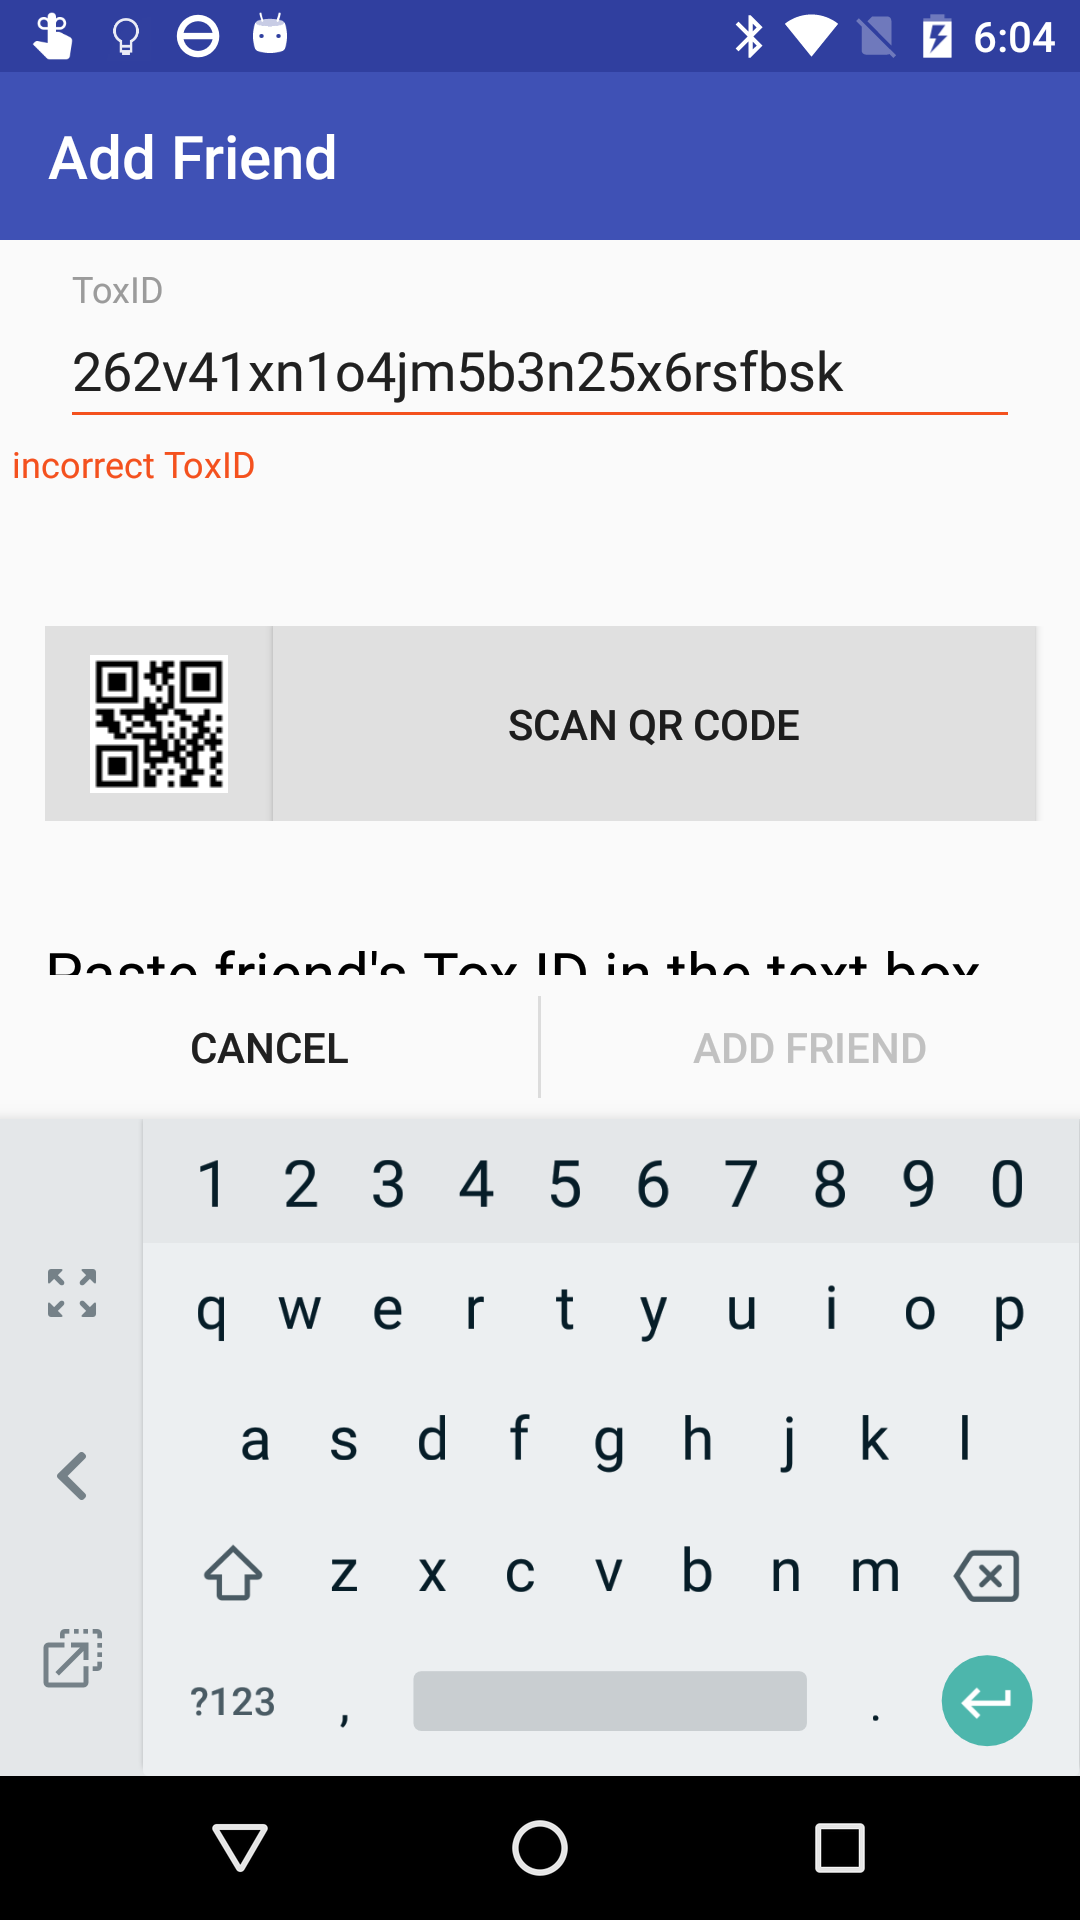 6:04
Add Friend
ToxID
262v41xn1o4jm5b3n25x6rsfbsk
incorrect ToxID
SCAN QR CODE
Paste friend's Tox ID in the text box
CANCEL
ADD FRIEND
1 2 3 4 5 6 7 8 9 0
q w e r t y u i o p
a s d f g h j k l
z x c v b n m
?123 , .